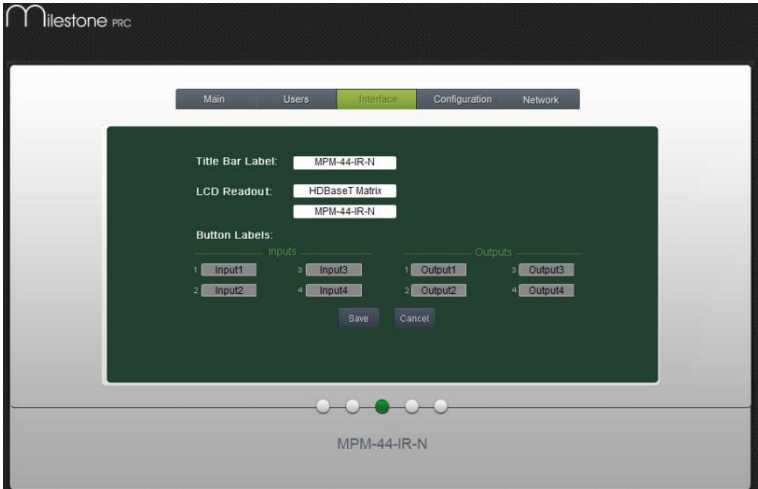 Milestone PRO
Main Users Interface Configuration Network
Title Bar Label: MPM-44-IR-N
LCD Readout: HDBaseT Matrix
MPM-44-IR-N
Button Labels:
Inputs Outputs
1 Input1 3 Input3 1 Output1 3 Output3
2 Input2 4 Input4 2 Output2 4 Output4
Save Cancel
MPM-44-IR-N